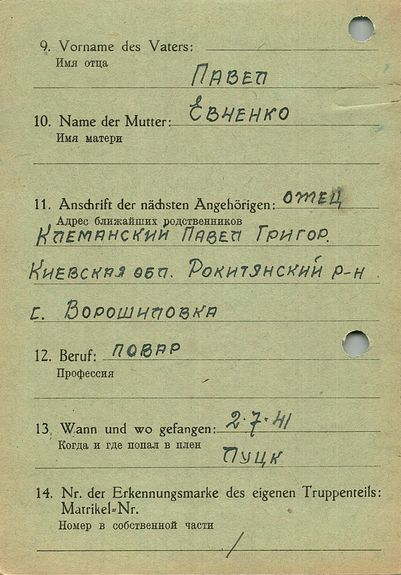 9. Vorname des Vaters:
Имя отца
ПАВЕЛ
10. Name der Mutter: ЕВЧЕНКО
Имя матери
11. Anschrift der nächsten Angehörigen: ОТЕЦ
Адрес ближайших родственников
КЛЕМАНСКИЙ ПАВЕЛ ГРИГОР.
КИЕВСКАЯ ОБЛ. РОКИТЯНСКИЙ Р-Н
С. ВОРОШИЛОВКА
12. Beruf: ПОВАР
Профессия
13. Wann und wo gefangen: 2.7.41
Когда и где попал в плен
ЛУЦК
14. Nr. der Erkennungsmarke des eigenen Truppenteils:
Matrikel=Nr.
Номер в собственной части
/